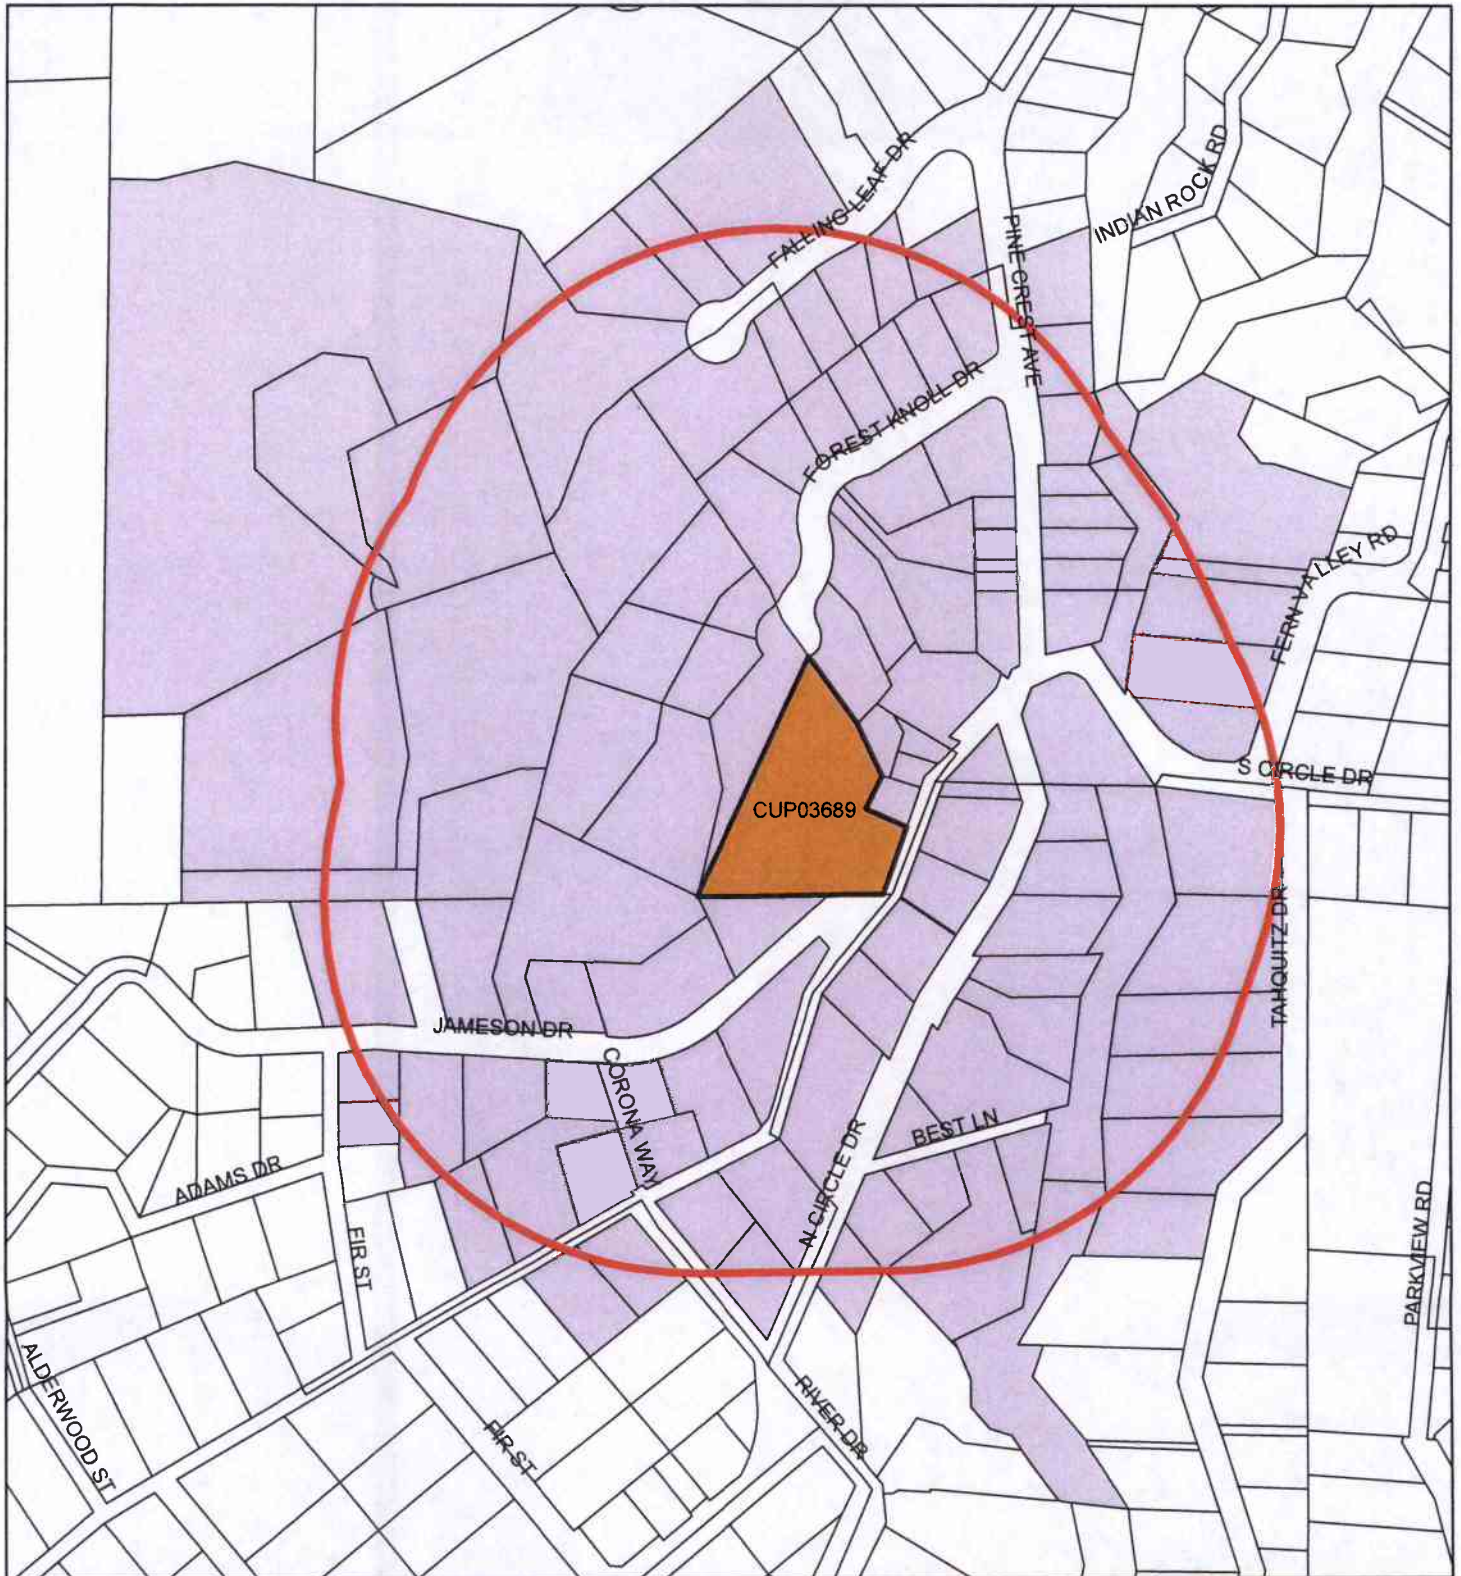 FALLING LEAF DR
INDIAN ROCK RD
PINECREST AVE
FOREST KNOLL DR
FERN VALLEY RD
S CIRCLE DR
CUP03689
TAHQUITZ DR
JAMESON DR
CORONA WAY
BEST LN
N CIRCLE DR
ADAMS DR
FIR ST
PARKVIEW RD
ALDERWOOD ST
RIVER DR
FIR ST